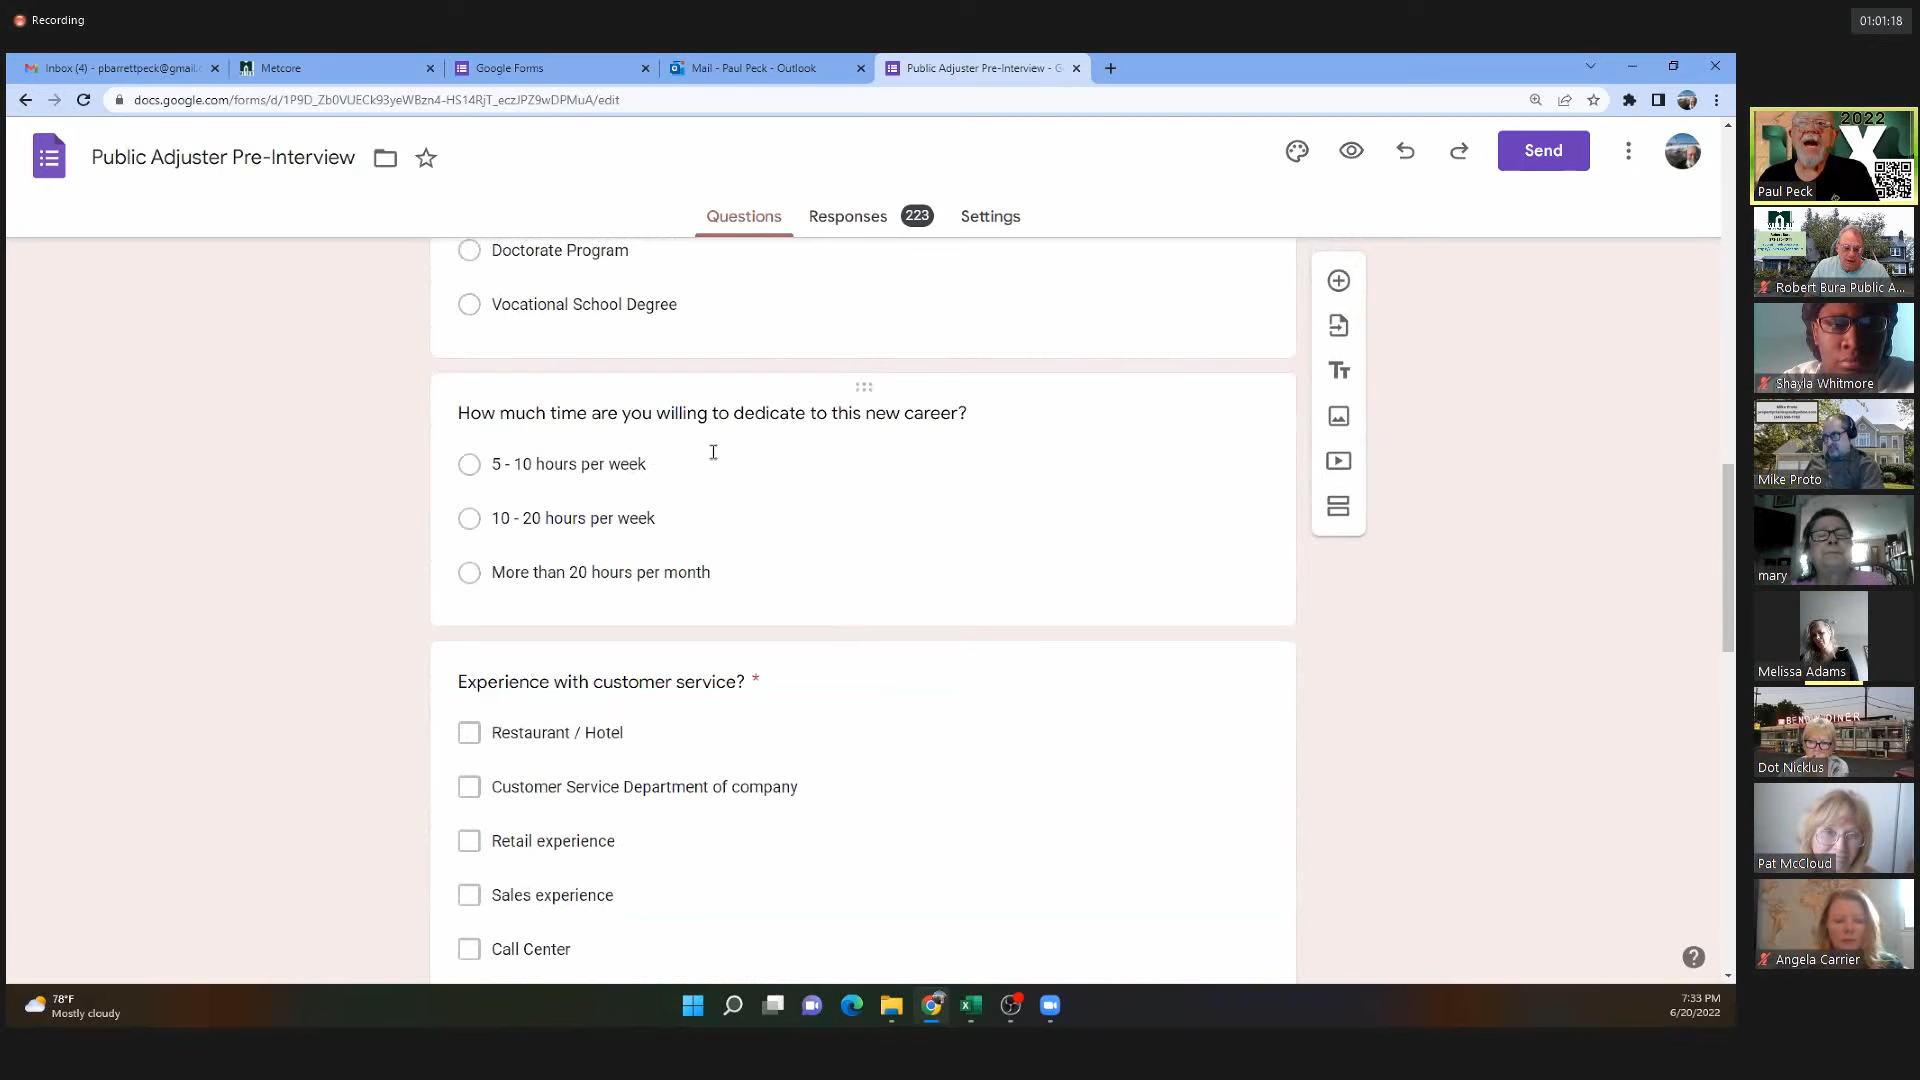 Recording
01:01:18
Inbox (4) - pbarrettpeck@gmail.c
Metcore
Google Forms
Mail - Paul Peck - Outlook
Public Adjuster Pre-Interview - G
docs.google.com/forms/d/1P9D_Zb0VUECk93yeWBzn4-HS14RjT_eczJPZ9wDPMuA/edit
Public Adjuster Pre-Interview
Send
Questions
Responses 223
Settings
Doctorate Program
Vocational School Degree
How much time are you willing to dedicate to this new career?
5 - 10 hours per week
10 - 20 hours per week
More than 20 hours per month
Experience with customer service? *
Restaurant / Hotel
Customer Service Department of company
Retail experience
Sales experience
Call Center
2022
Paul Peck
Robert Bura Public A...
Shayla Whitmore
Mike Proto
Mike Proto
mary
Melissa Adams
BENDIX DINER
Dot Nicklus
Pat McCloud
Angela Carrier
78°F
Mostly cloudy
7:33 PM
6/20/2022